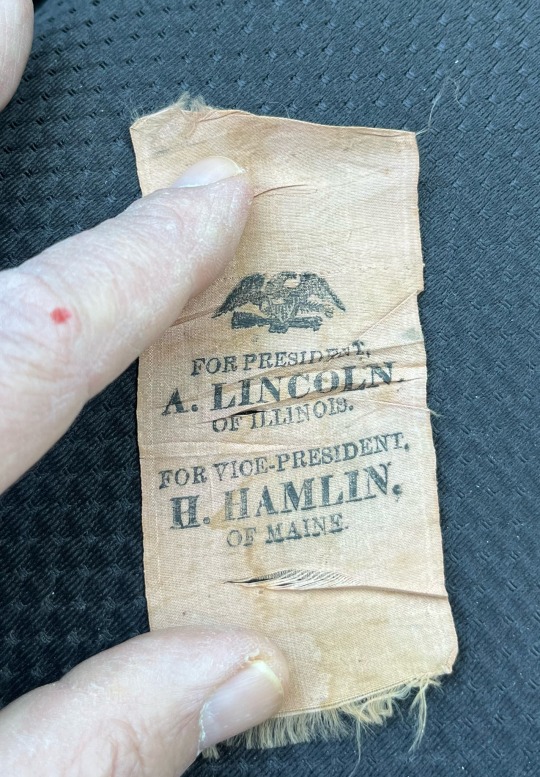 FOR PRESIDENT,
A. LINCOLN.
OF ILLINOIS.
FOR VICE-PRESIDENT,
H. HAMLIN,
OF MAINE.